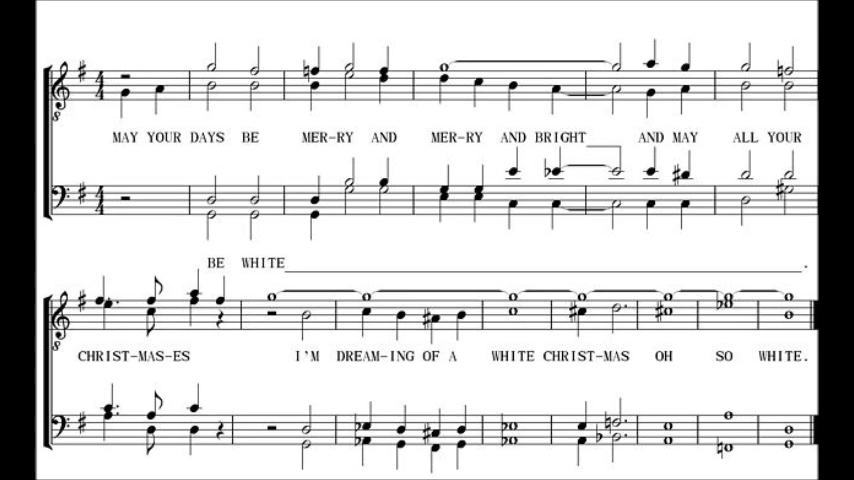 MAY YOUR DAYS BE MER-RY AND MER-RY AND BRIGHT AND MAY ALL YOUR
BE WHITE.
CHRIST-MAS-ES I'M DREAM-ING OF A WHITE CHRIST-MAS OH SO WHITE.